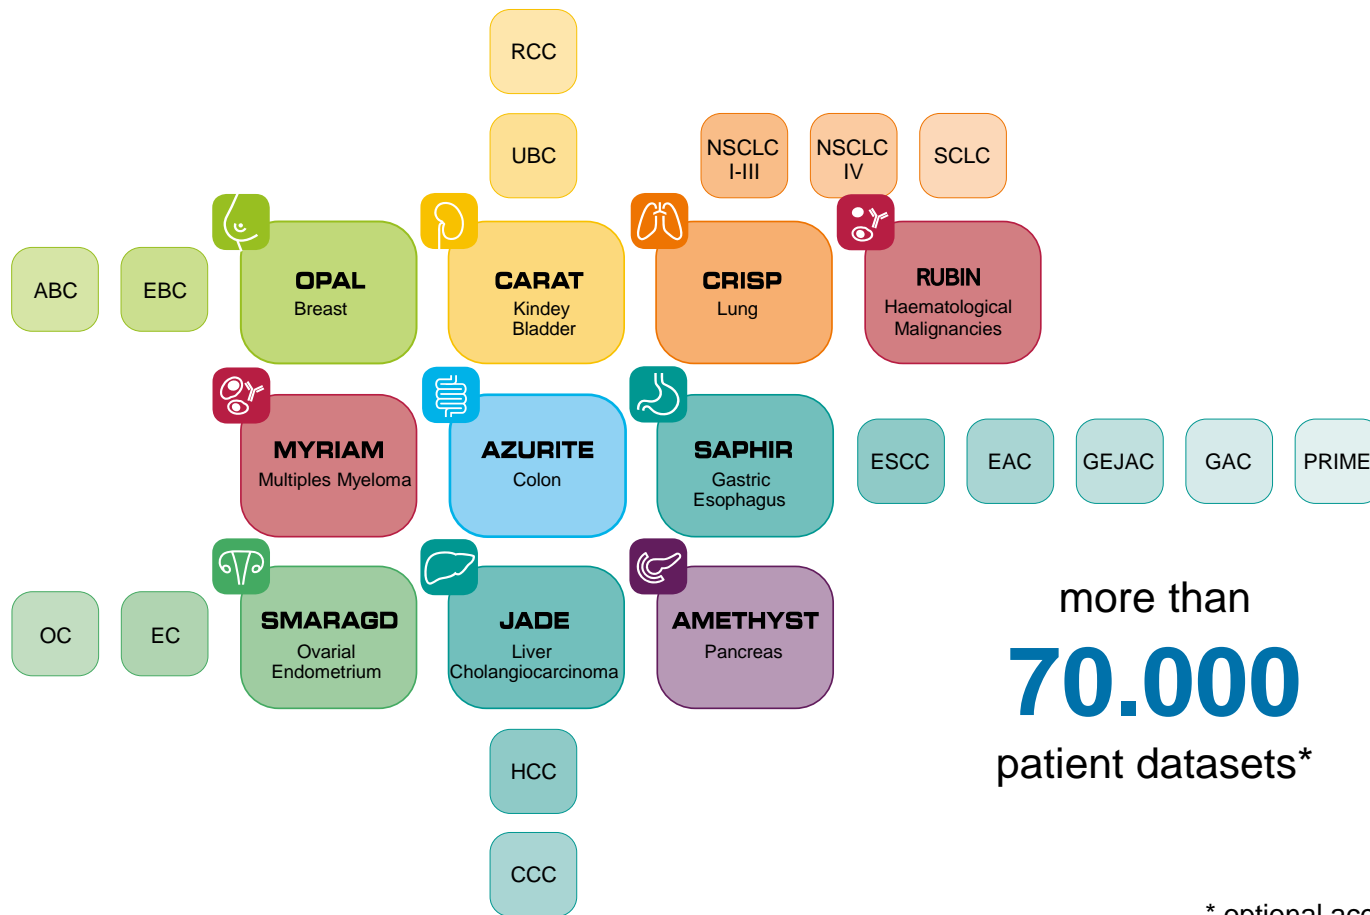 RCC
UBC
NSCLC
I-III
NSCLC
IV
SCLC
ABC
EBC
OPAL
Breast
CARAT
Kindey
Bladder
CRISP
Lung
RUBIN
Haematological
Malignancies
MYRIAM
Multiples Myeloma
AZURITE
Colon
SAPHIR
Gastric
Esophagus
ESCC
EAC
GEJAC
GAC
PRIME
OC
EC
SMARAGD
Ovarial
Endometrium
JADE
Liver
Cholangiocarcinoma
AMETHYST
Pancreas
more than
70.000
patient datasets*
HCC
CCC
* optional